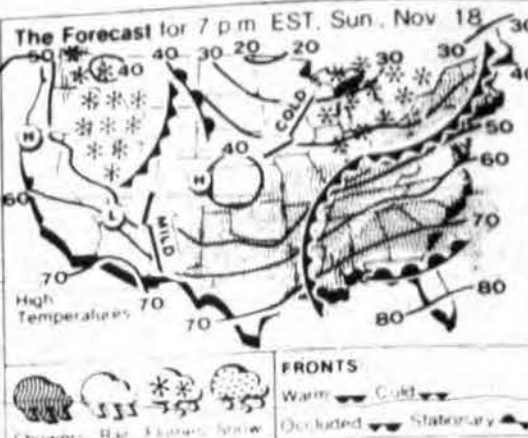 The Forecast for 7 p.m. EST, Sun., Nov. 18
50 40 40 30 20 20 30 30 30
40
COLD
50
40
60
60
MILD
70
70
High
Temperatures
70
70
80
80
H
H
L
FRONTS
Warm Cold
Showers Rain Flurries Snow
Occluded Stationary